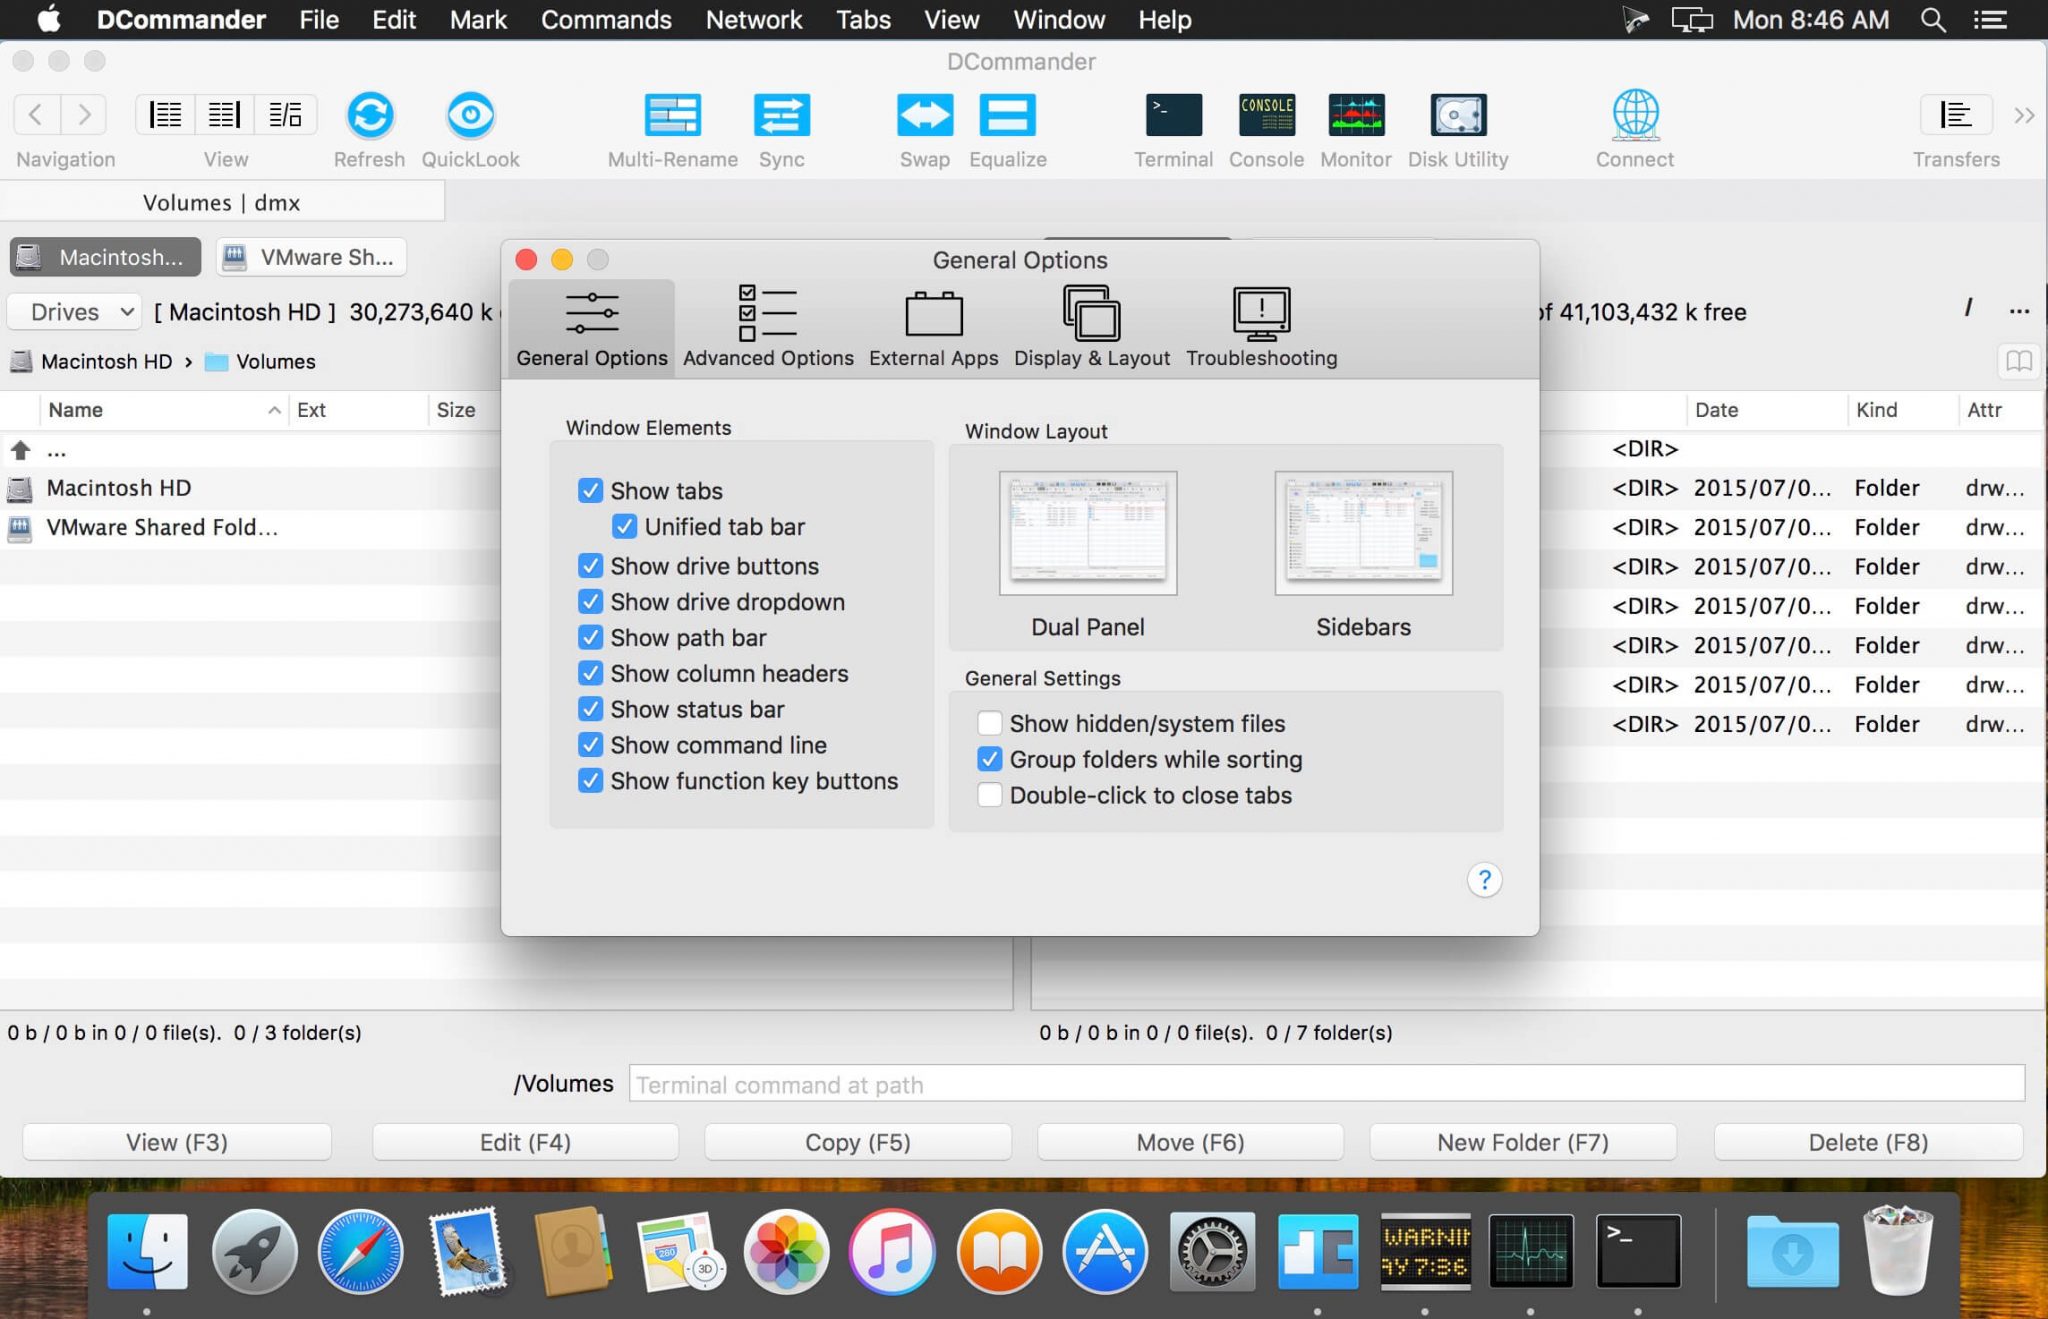 DCommander File Edit Mark Commands Network Tabs View Window Help Mon 8:46 AM
DCommander
>_ CONSOLE
Navigation View Refresh QuickLook Multi-Rename Sync Swap Equalize Terminal Console Monitor Disk Utility Connect Transfers
Volumes | dmx
Macintosh... VMware Sh...
Drives [ Macintosh HD ] 30,273,640 k
of 41,103,432 k free / ...
Macintosh HD › Volumes
Name Ext Size
Date Kind Attr
...
Macintosh HD
VMware Shared Fold...
<DIR>
<DIR> 2015/07/0... Folder drw...
<DIR> 2015/07/0... Folder drw...
<DIR> 2015/07/0... Folder drw...
<DIR> 2015/07/0... Folder drw...
<DIR> 2015/07/0... Folder drw...
<DIR> 2015/07/0... Folder drw...
<DIR> 2015/07/0... Folder drw...
General Options
General Options Advanced Options External Apps Display & Layout Troubleshooting
Window Elements
Show tabs
Unified tab bar
Show drive buttons
Show drive dropdown
Show path bar
Show column headers
Show status bar
Show command line
Show function key buttons
Window Layout
Dual Panel Sidebars
General Settings
Show hidden/system files
Group folders while sorting
Double-click to close tabs
?
0 b / 0 b in 0 / 0 file(s). 0 / 3 folder(s)
0 b / 0 b in 0 / 0 file(s). 0 / 7 folder(s)
/Volumes Terminal command at path
View (F3) Edit (F4) Copy (F5) Move (F6) New Folder (F7) Delete (F8)
280 3D
WARNIN
AY 7:36
>_